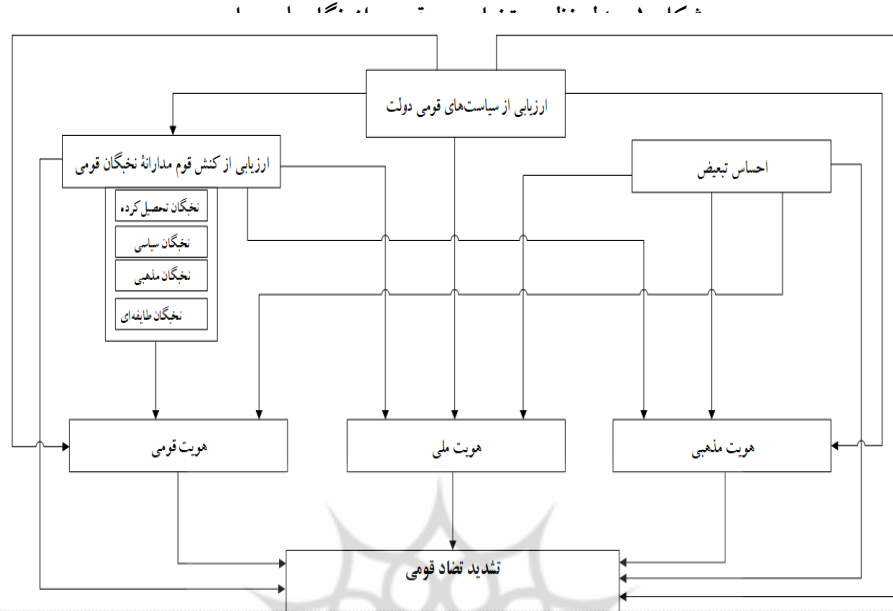 ارزیابی از سیاست‌های قومی دولت
ارزیابی از کنش قوم مدارانهٔ نخبگان قومی
احساس تبعیض
نخبگان تحصیل کرده
نخبگان سیاسی
نخبگان مذهبی
نخبگان طایفه‌ای
هویت مذهبی
هویت ملی
هویت قومی
تشدید تضاد قومی